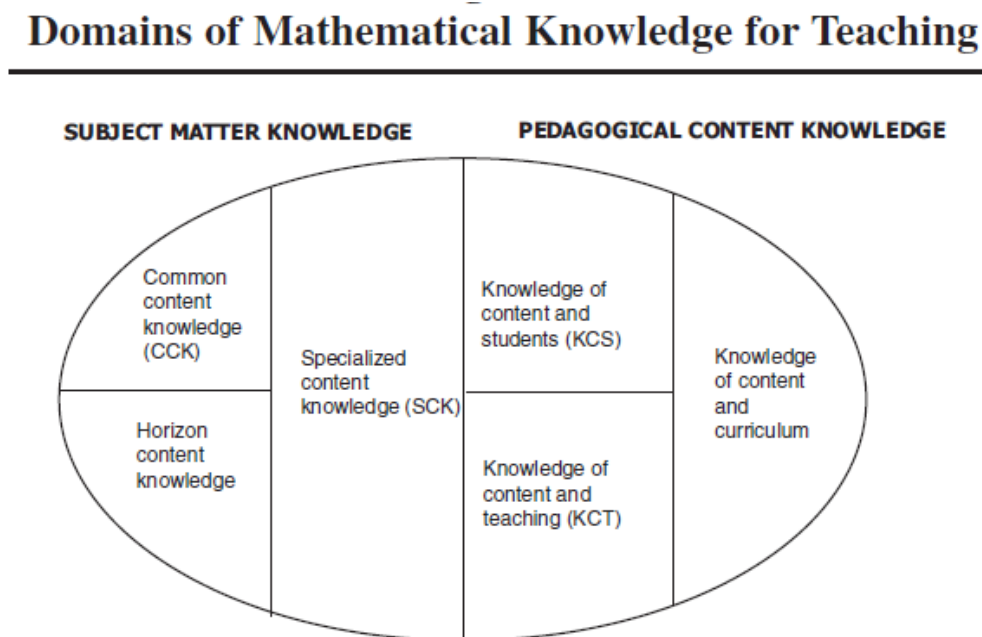 Domains of Mathematical Knowledge for Teaching
SUBJECT MATTER KNOWLEDGE
PEDAGOGICAL CONTENT KNOWLEDGE
Common
content
knowledge
(CCK)
Horizon
content
knowledge
Specialized
content
knowledge (SCK)
Knowledge of
content and
students (KCS)
Knowledge of
content and
teaching (KCT)
Knowledge
of content
and
curriculum